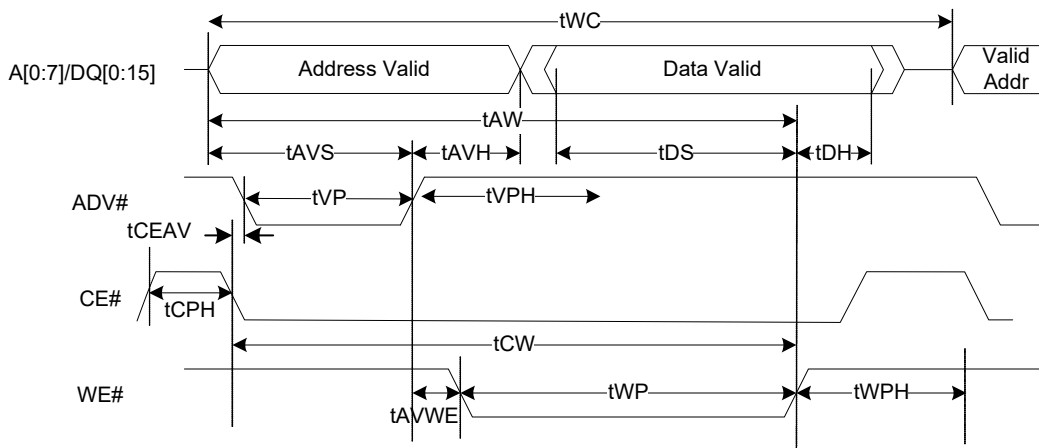 tWC
A[0:7]/DQ[0:15]
Address Valid
Data Valid
Valid
Addr
tAW
tAVS
tAVH
tDS
tDH
ADV#
tVP
tVPH
tCEAV
CE#
tCPH
tCW
WE#
tAVWE
tWP
tWPH